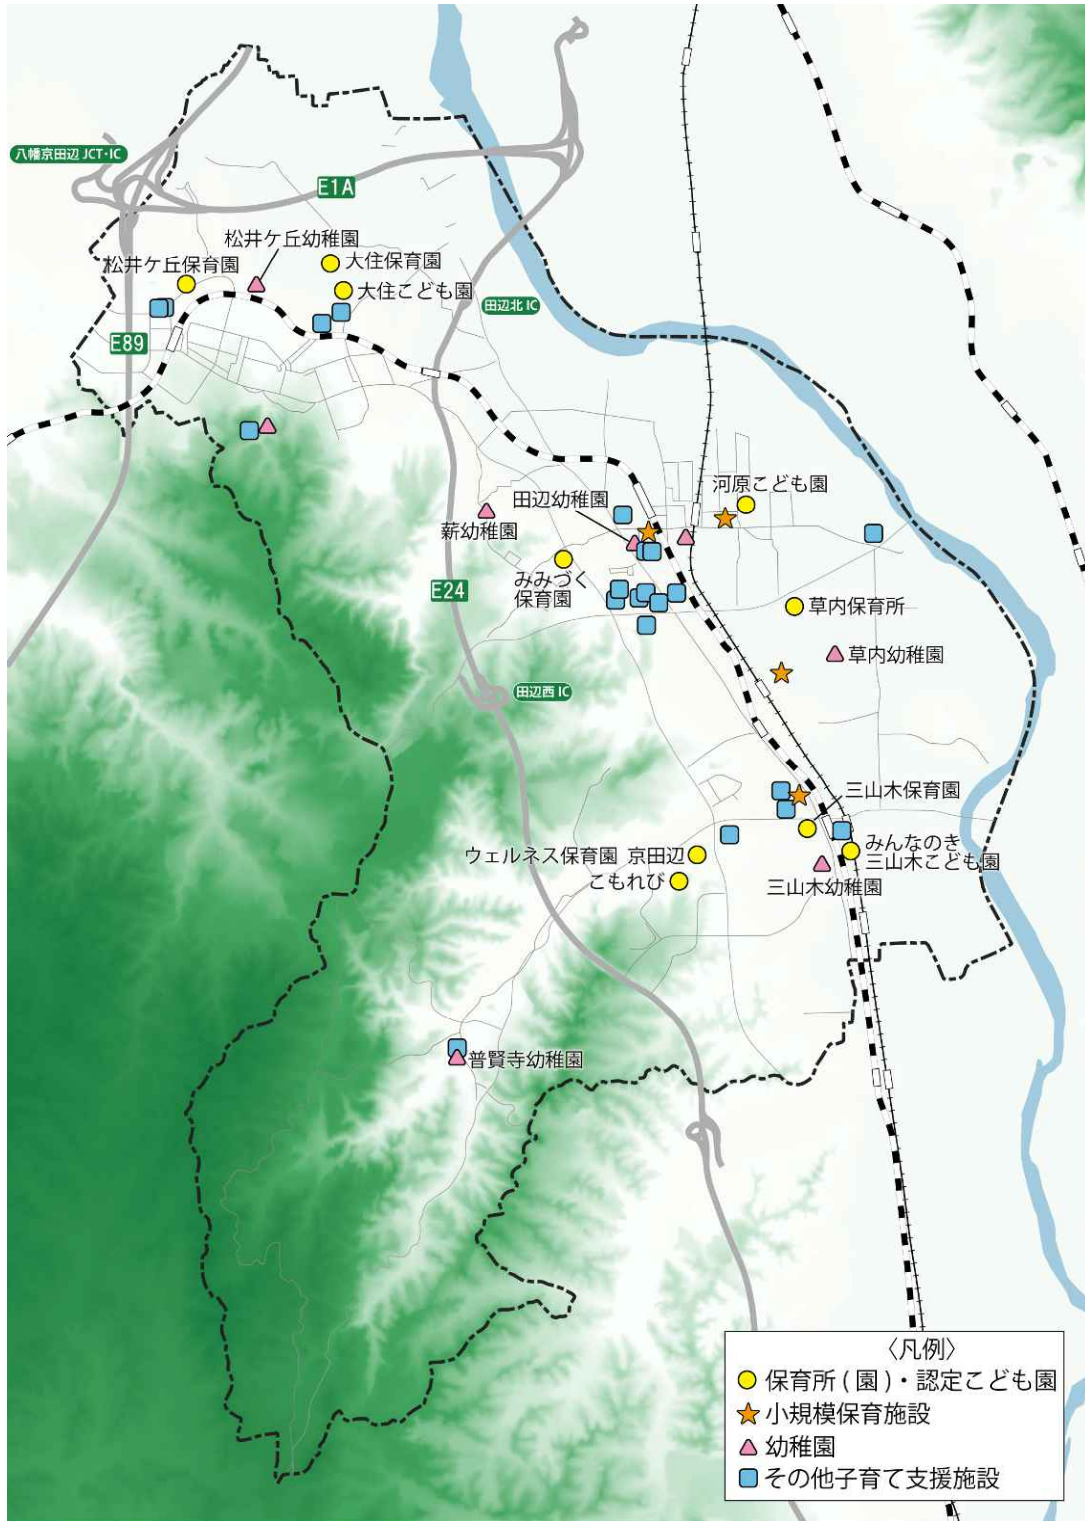 八幡京田辺 JCT・IC
E1A
松井ケ丘幼稚園
松井ケ丘保育園
大住保育園
大住こども園
田辺北 IC
E89
河原こども園
田辺幼稚園
薪幼稚園
みみづく
保育園
E24
草内保育所
草内幼稚園
田辺西 IC
三山木保育園
みんなのき
三山木こども園
ウェルネス保育園 京田辺
こもれび
三山木幼稚園
普賢寺幼稚園
〈凡例〉
保育所 ( 園 )・認定こども園
小規模保育施設
幼稚園
その他子育て支援施設